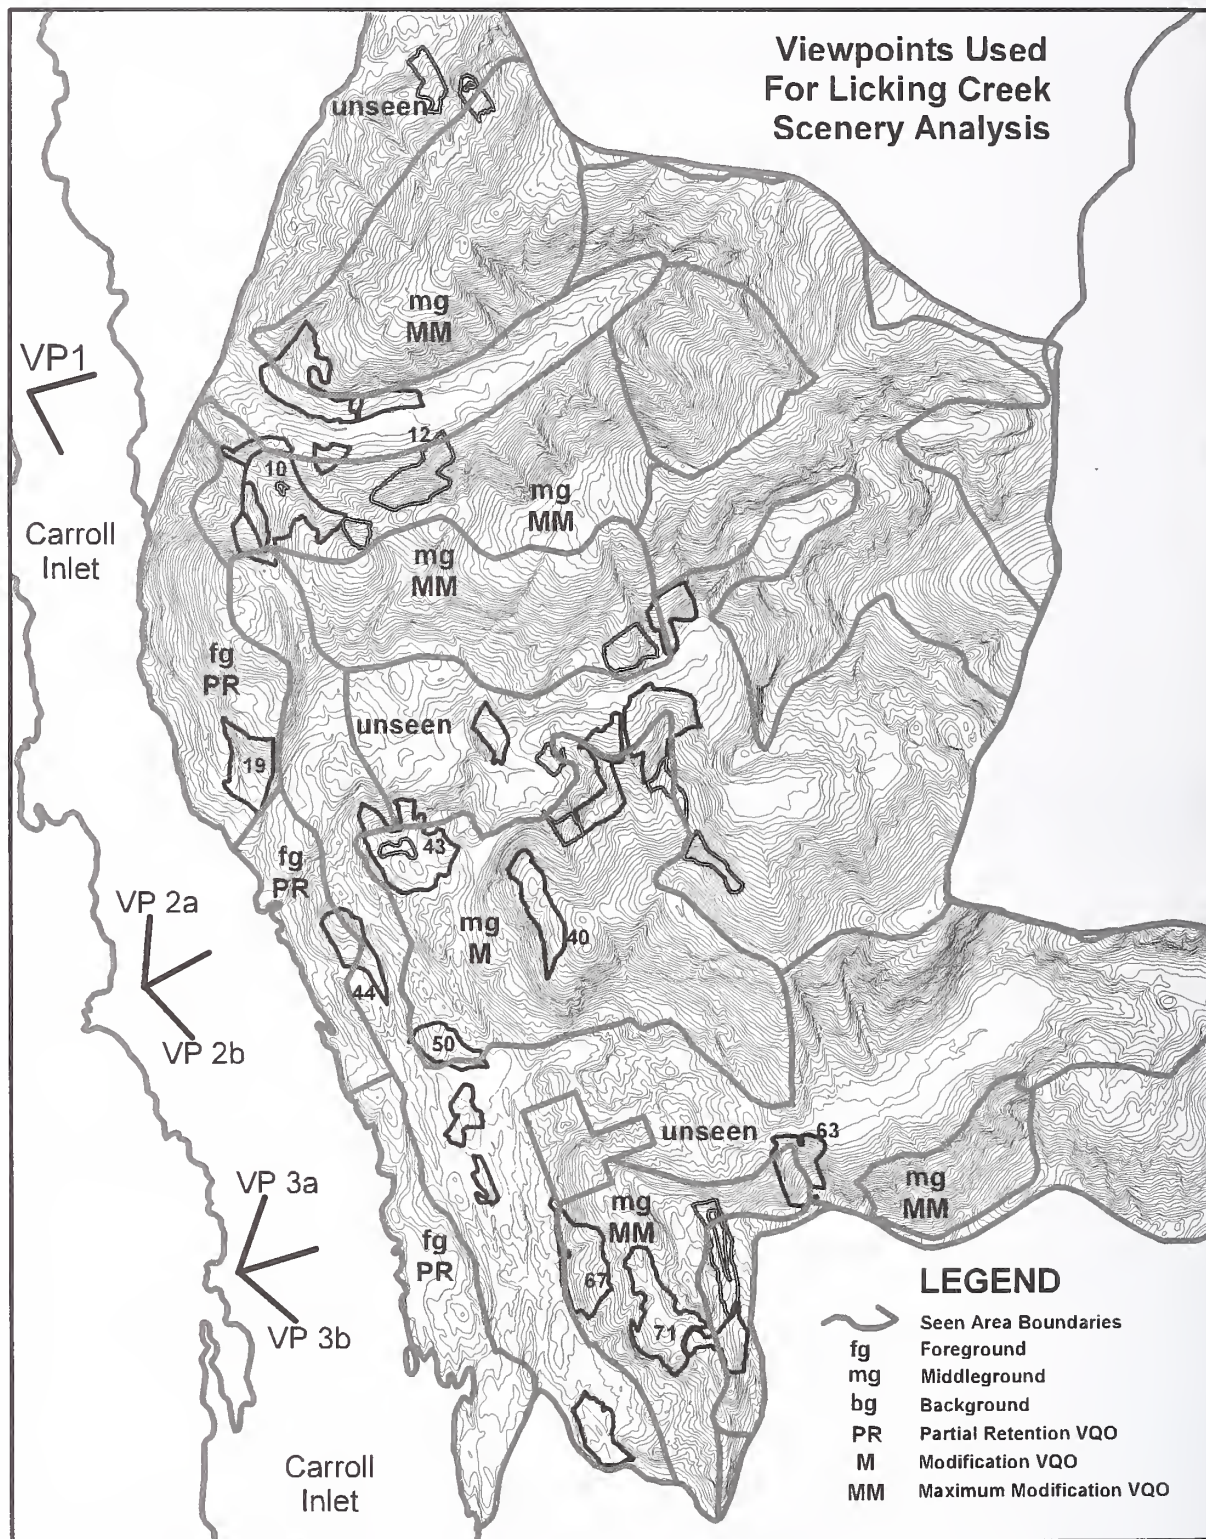 Viewpoints Used
For Licking Creek
Scenery Analysis
unseen
mg
MM
VP1
12
10
mg
MM
Carroll
Inlet
mg
MM
fg
PR
unseen
19
43
fg
PR
VP 2a
mg
M
40
44
VP 2b
50
unseen
63
mg
MM
VP 3a
mg
MM
fg
PR
67
VP 3b
71
LEGEND
Seen Area Boundaries
fg Foreground
mg Middleground
bg Background
PR Partial Retention VQO
M Modification VQO
MM Maximum Modification VQO
Carroll
Inlet